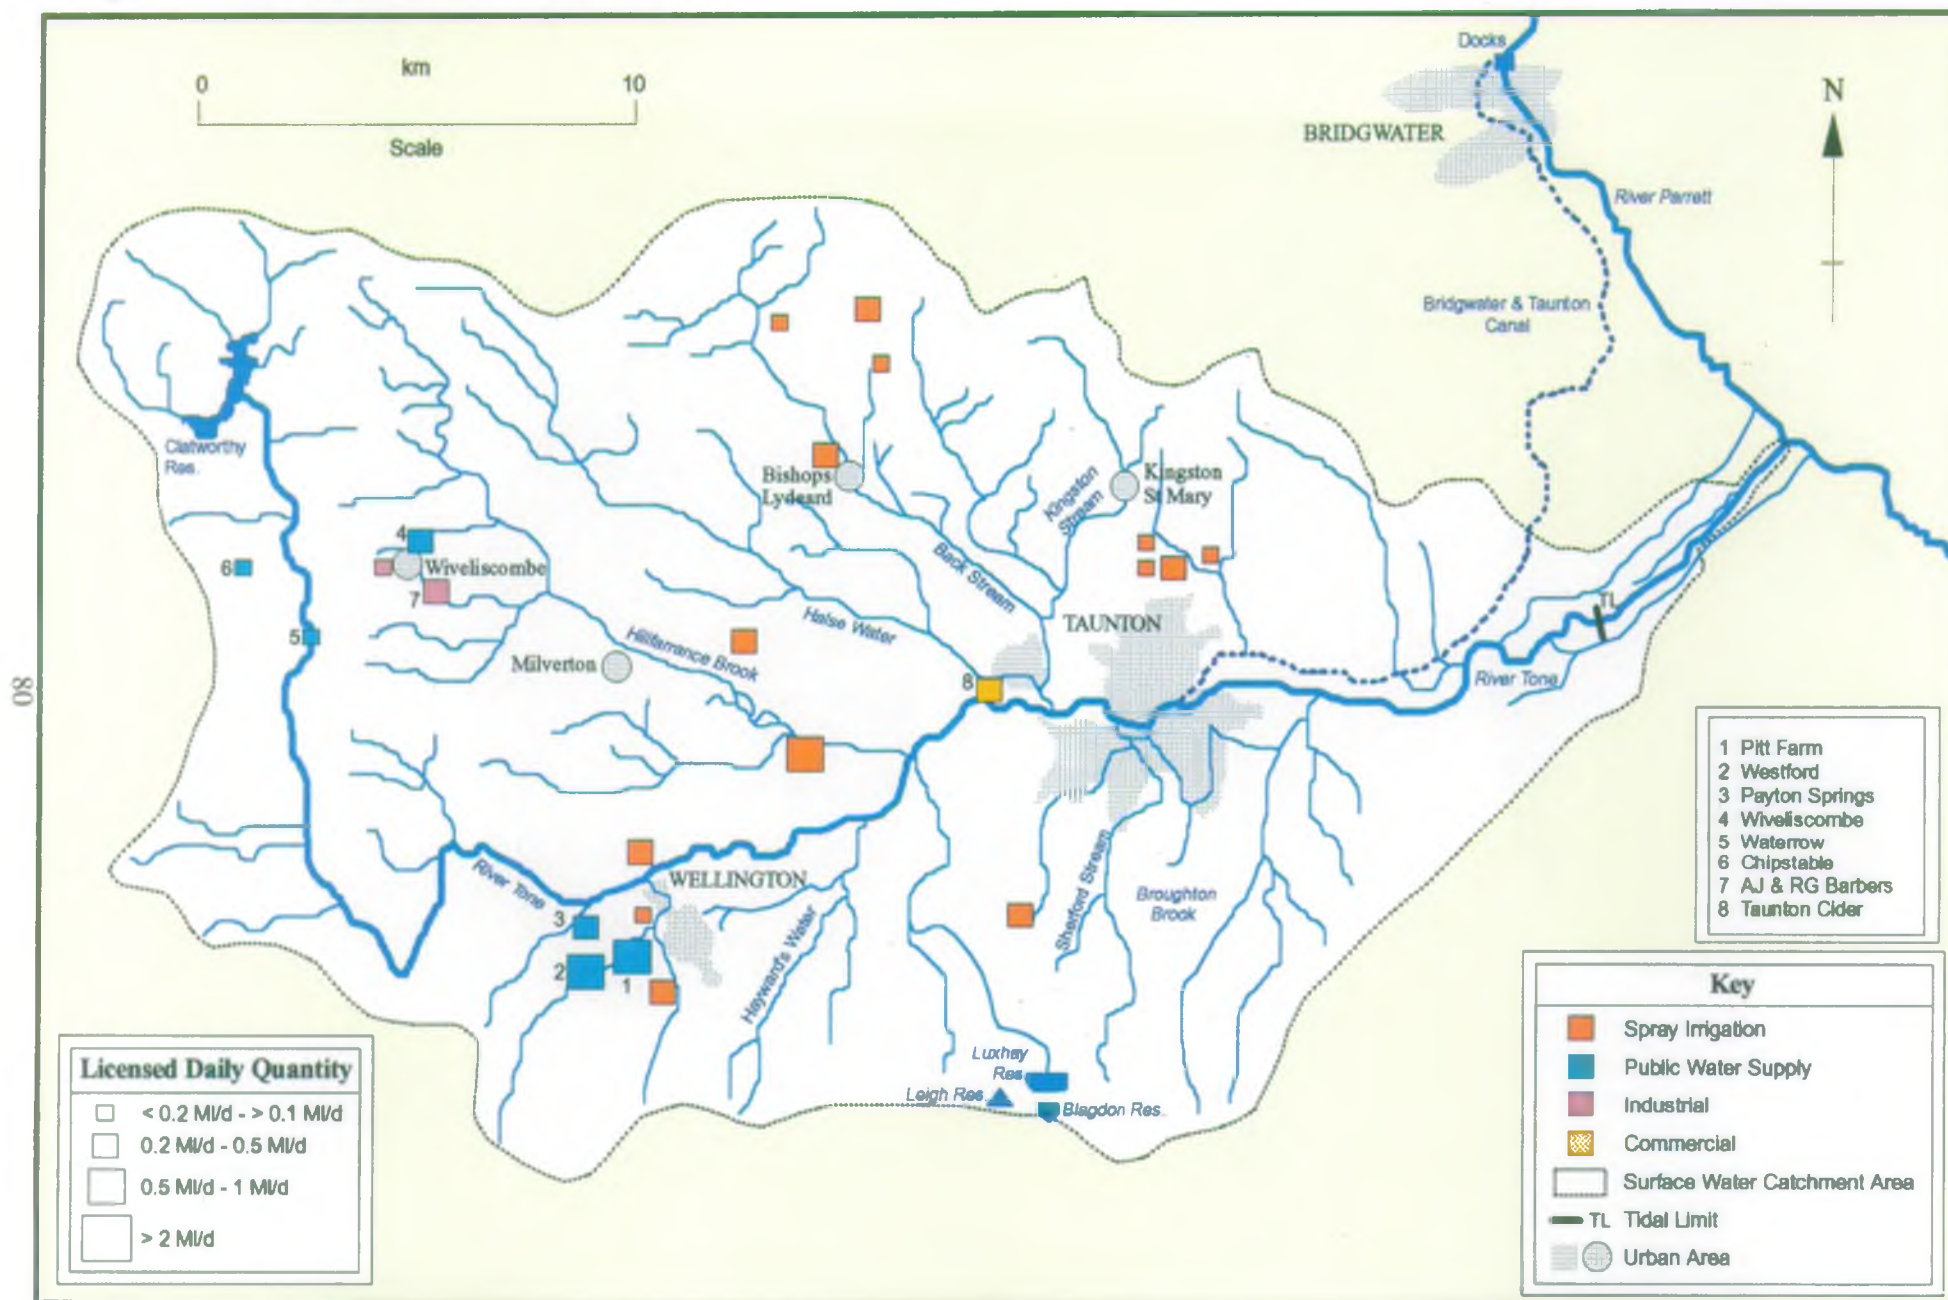 km
0 10
Scale
Docks
BRIDGWATER
N
River Parrett
Bridgwater & Taunton
Canal
Clatworthy
Res.
Bishops
Lydeard
Kingston
St Mary
Kingston
Stream
Back Stream
4
6
Wiveliscombe
7
5
Halse Water
TAUNTON
TL
Hillfarrance Brook
Milverton
8
River Tone
80
1 Pitt Farm
2 Westford
3 Payton Springs
4 Wiveliscombe
5 Waterrow
6 Chipstable
7 AJ & RG Barbers
8 Taunton Cider
River Tone
WELLINGTON
3
2
1
Hayward's Water
Sherford Stream
Broughton
Brook
Luxhay
Res.
Leigh Res.
Blagdon Res.
Licensed Daily Quantity
< 0.2 Ml/d - > 0.1 Ml/d
0.2 Ml/d - 0.5 Ml/d
0.5 Ml/d - 1 Ml/d
> 2 Ml/d
Key
Spray Irrigation
Public Water Supply
Industrial
Commercial
Surface Water Catchment Area
TL Tidal Limit
Urban Area